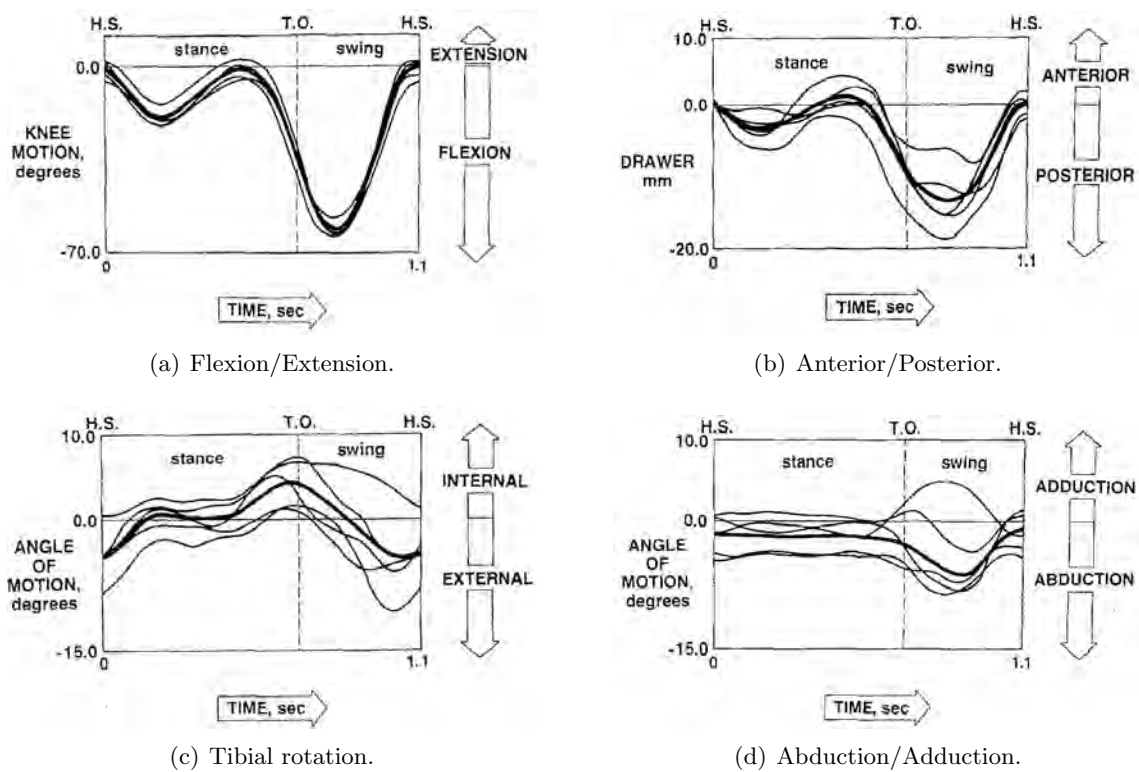 H.S. T.O. H.S.
stance swing
EXTENSION
0.0
KNEE
MOTION,
degrees
FLEXION
-70.0
0 1.1
TIME, sec
(a) Flexion/Extension.
H.S. T.O. H.S.
10.0
stance swing
ANTERIOR
0.0
DRAWER
mm
POSTERIOR
-20.0
0 1.1
TIME, sec
(b) Anterior/Posterior.
H.S. T.O. H.S.
10.0
stance swing
INTERNAL
0.0
ANGLE
OF
MOTION,
degrees
EXTERNAL
-15.0
0 1.1
TIME, sec
(c) Tibial rotation.
H.S. T.O. H.S.
10.0
stance swing
ADDUCTION
0.0
ANGLE
OF
MOTION,
degrees
ABDUCTION
-15.0
0 1.1
TIME, sec
(d) Abduction/Adduction.